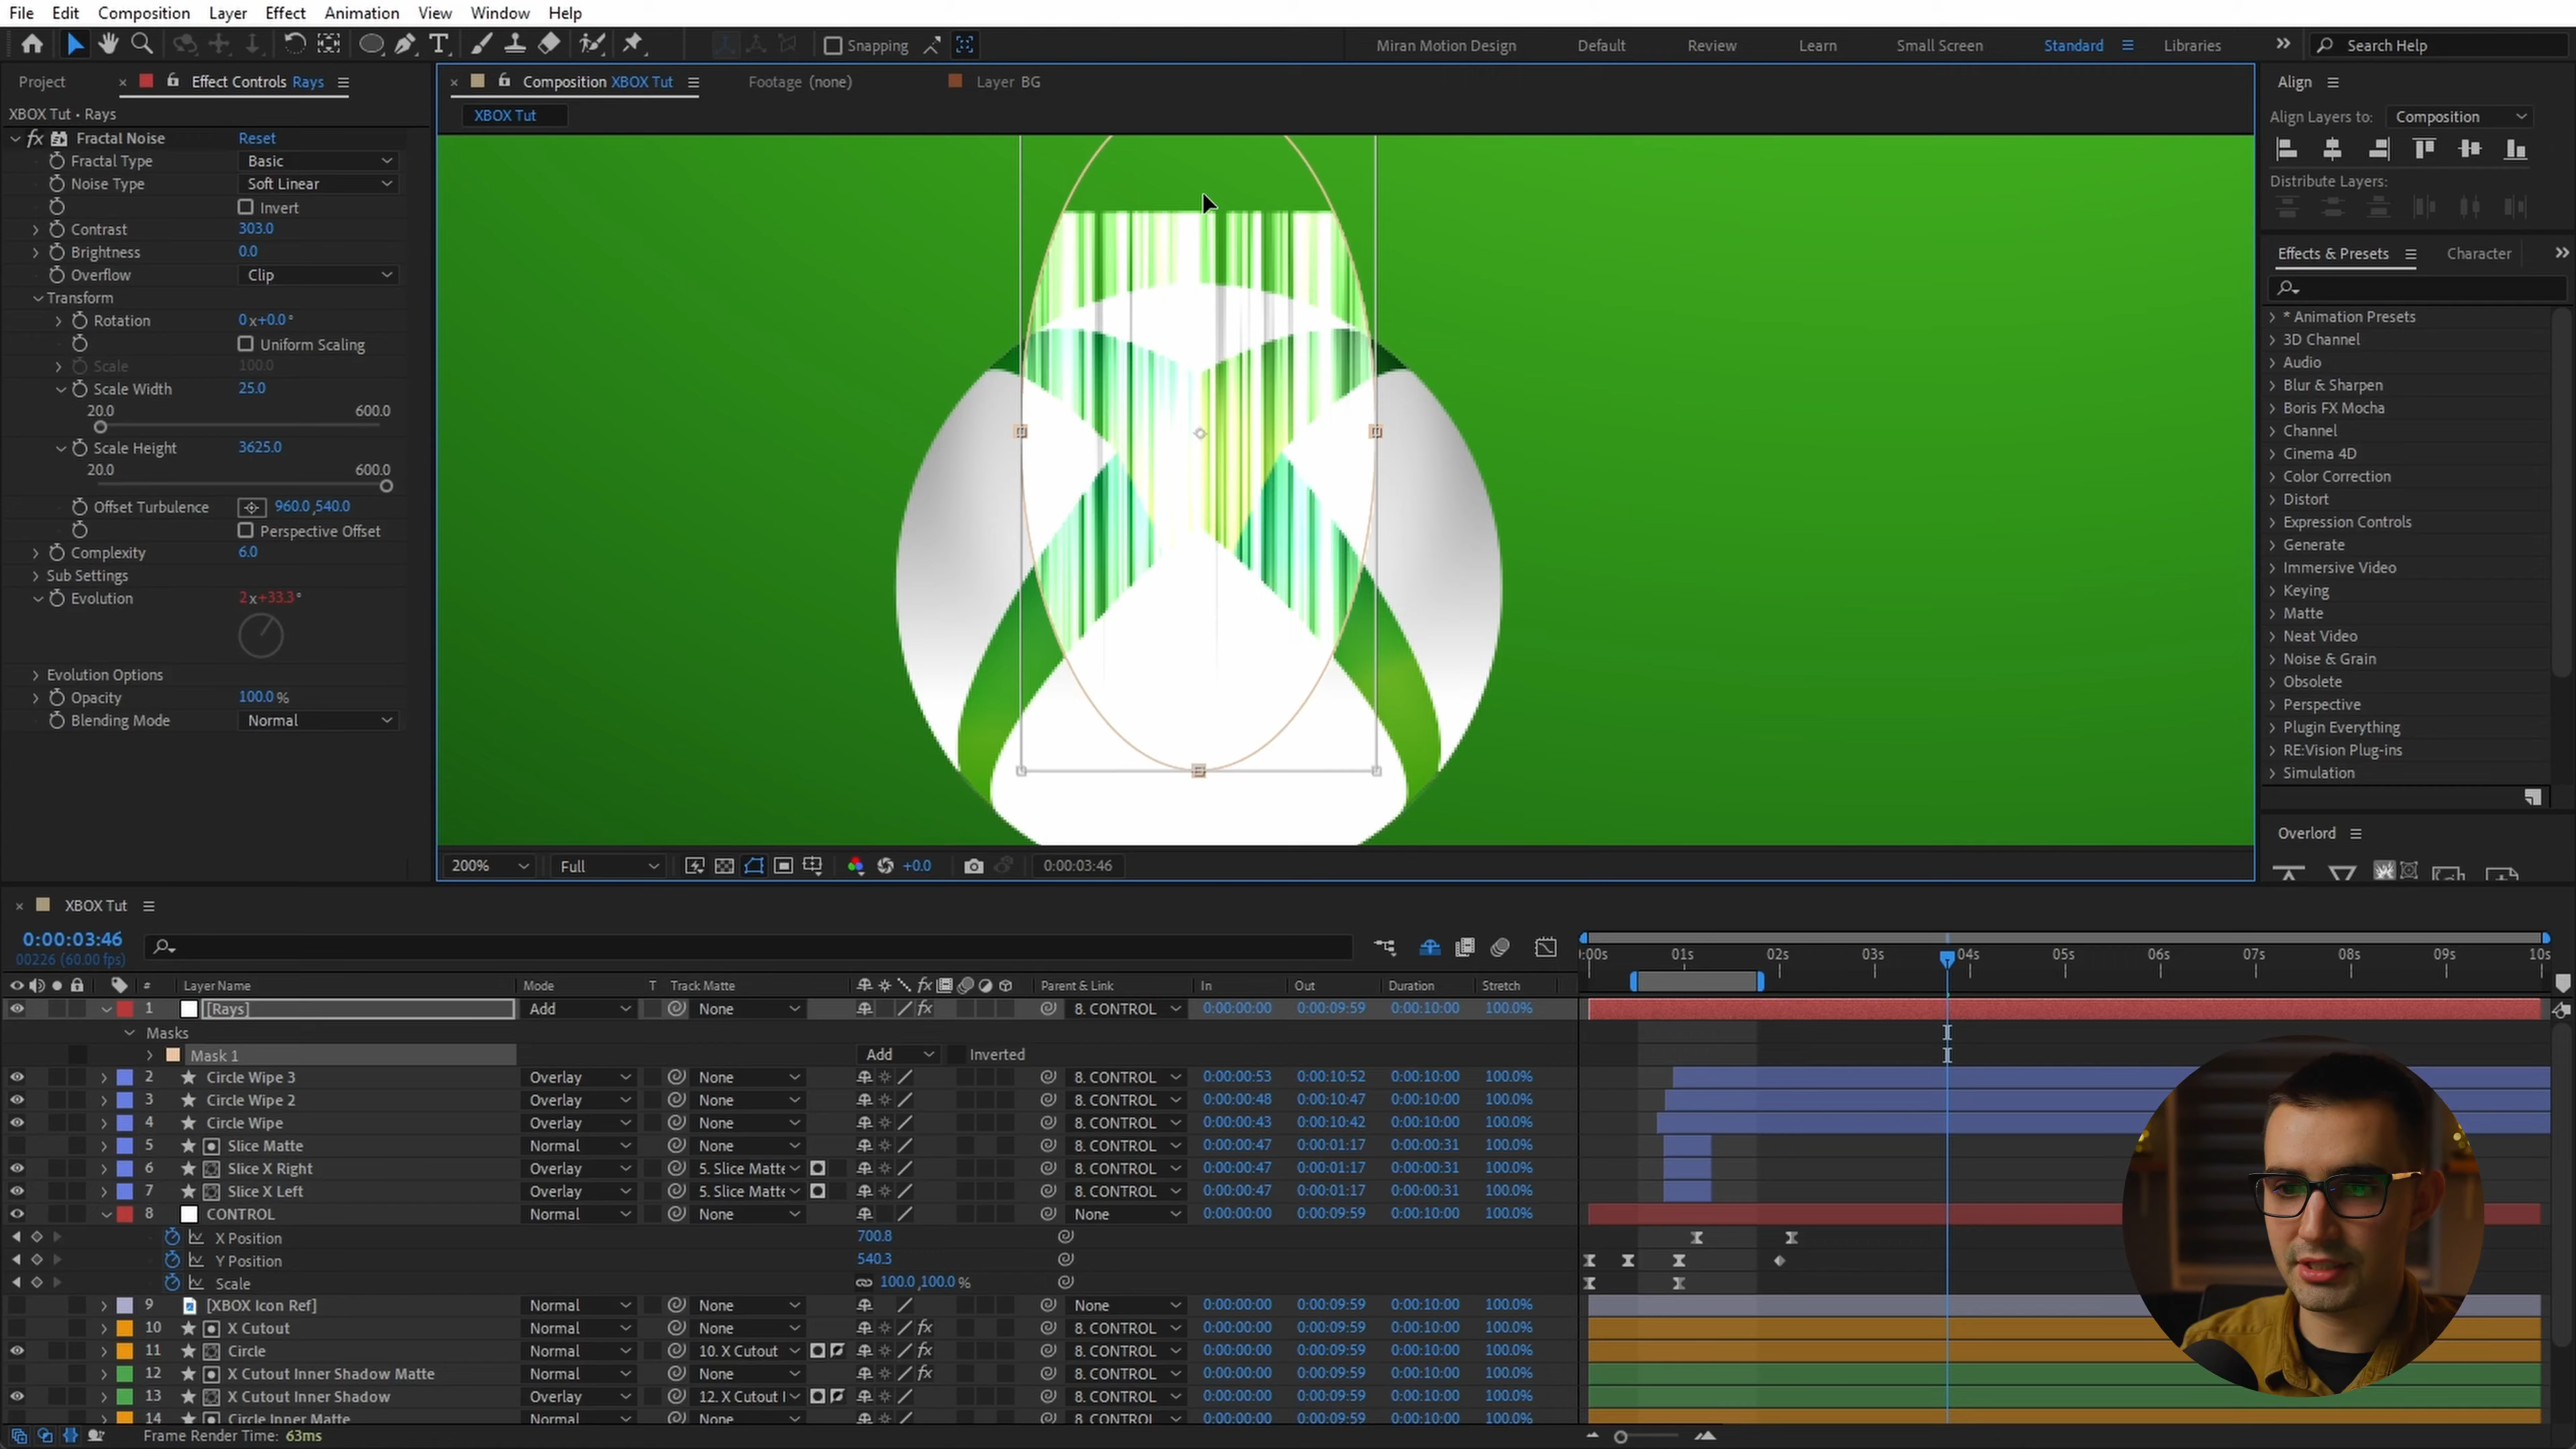 File Edit Composition Layer Effect Animation View Window Help
Snapping Miran Motion Design Default Review Learn Small Screen Standard Libraries Search Help
Project Effect Controls Rays
Composition XBOX Tut Footage (none) Layer BG
XBOX Tut
XBOX Tut • Rays
fx Fractal Noise Reset
Fractal Type Basic
Noise Type Soft Linear
Invert
Contrast 303.0
Brightness 0.0
Overflow Clip
Transform
Rotation 0x+0.0°
Uniform Scaling
Scale 100.0
Scale Width 25.0
20.0 600.0
Scale Height 3625.0
20.0 600.0
Offset Turbulence 960.0,540.0
Perspective Offset
Complexity 6.0
Sub Settings
Evolution 2x+33.3°
Evolution Options
Opacity 100.0 %
Blending Mode Normal
200% Full +0.0 0:00:03:46
Align
Align Layers to: Composition
Distribute Layers:
Effects & Presets Character
* Animation Presets
3D Channel
Audio
Blur & Sharpen
Boris FX Mocha
Channel
Cinema 4D
Color Correction
Distort
Expression Controls
Generate
Immersive Video
Keying
Matte
Neat Video
Noise & Grain
Obsolete
Perspective
Plugin Everything
RE:Vision Plug-ins
Simulation
Overlord
XBOX Tut
0:00:03:46
00226 (60.00 fps)
:00s 01s 02s 03s 04s 05s 06s 07s 08s 09s 10s
# Layer Name Mode T Track Matte fx Parent & Link In Out Duration Stretch
1 [Rays] Add None fx 8. CONTROL 0:00:00:00 0:00:09:59 0:00:10:00 100.0%
Masks
Mask 1 Add Inverted
2 Circle Wipe 3 Overlay None 8. CONTROL 0:00:00:53 0:00:10:52 0:00:10:00 100.0%
3 Circle Wipe 2 Overlay None 8. CONTROL 0:00:00:48 0:00:10:47 0:00:10:00 100.0%
4 Circle Wipe Overlay None 8. CONTROL 0:00:00:43 0:00:10:42 0:00:10:00 100.0%
5 Slice Matte Normal None 8. CONTROL 0:00:00:47 0:00:01:17 0:00:00:31 100.0%
6 Slice X Right Overlay 5. Slice Matte 8. CONTROL 0:00:00:47 0:00:01:17 0:00:00:31 100.0%
7 Slice X Left Overlay 5. Slice Matte 8. CONTROL 0:00:00:47 0:00:01:17 0:00:00:31 100.0%
8 CONTROL Normal None None 0:00:00:00 0:00:09:59 0:00:10:00 100.0%
X Position 700.8
Y Position 540.3
Scale 100.0,100.0 %
9 [XBOX Icon Ref] Normal None None 0:00:00:00 0:00:09:59 0:00:10:00 100.0%
10 X Cutout Normal None fx 8. CONTROL 0:00:00:00 0:00:09:59 0:00:10:00 100.0%
11 Circle Normal 10. X Cutout fx 8. CONTROL 0:00:00:00 0:00:09:59 0:00:10:00 100.0%
12 X Cutout Inner Shadow Matte Normal None fx 8. CONTROL 0:00:00:00 0:00:09:59 0:00:10:00 100.0%
13 X Cutout Inner Shadow Overlay 12. X Cutout I 8. CONTROL 0:00:00:00 0:00:09:59 0:00:10:00 100.0%
14 Circle Inner Matte Normal None 8. CONTROL 0:00:00:00 0:00:09:59 0:00:10:00 100.0%
Frame Render Time: 63ms